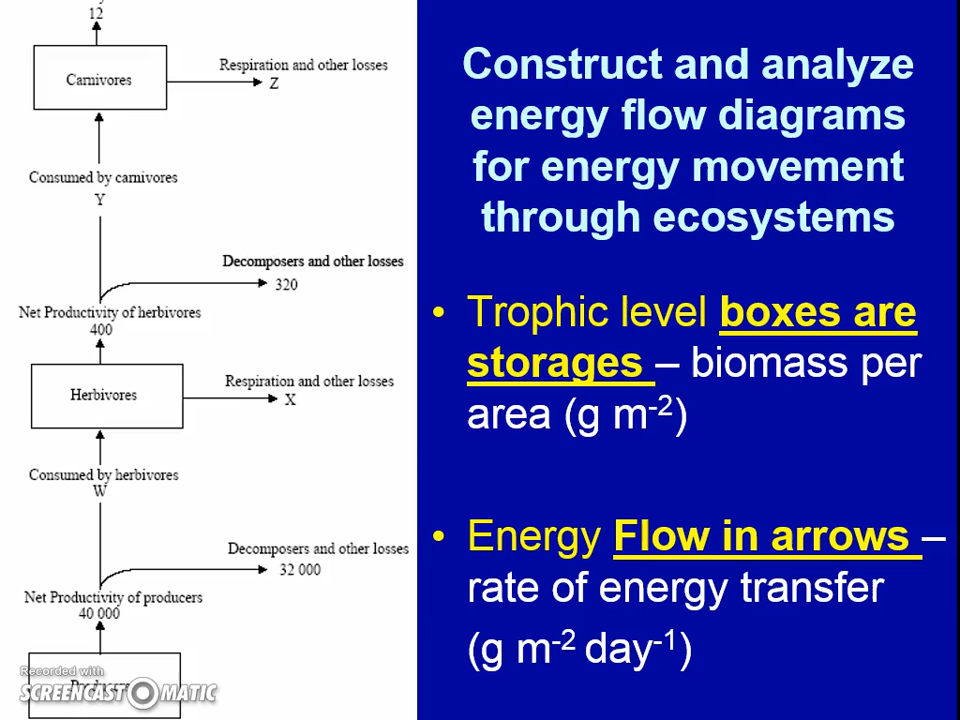 12
Carnivores
Respiration and other losses
Z
Consumed by carnivores
Y
Decomposers and other losses
320
Net Productivity of herbivores
400
Herbivores
Respiration and other losses
X
Consumed by herbivores
W
Decomposers and other losses
32 000
Net Productivity of producers
40 000
Producers
Recorded with
SCREENCAST MATIC
Construct and analyze
energy flow diagrams
for energy movement
through ecosystems
• Trophic level boxes are
storages – biomass per
area (g m⁻²)
• Energy Flow in arrows –
rate of energy transfer
(g m⁻² day⁻¹)